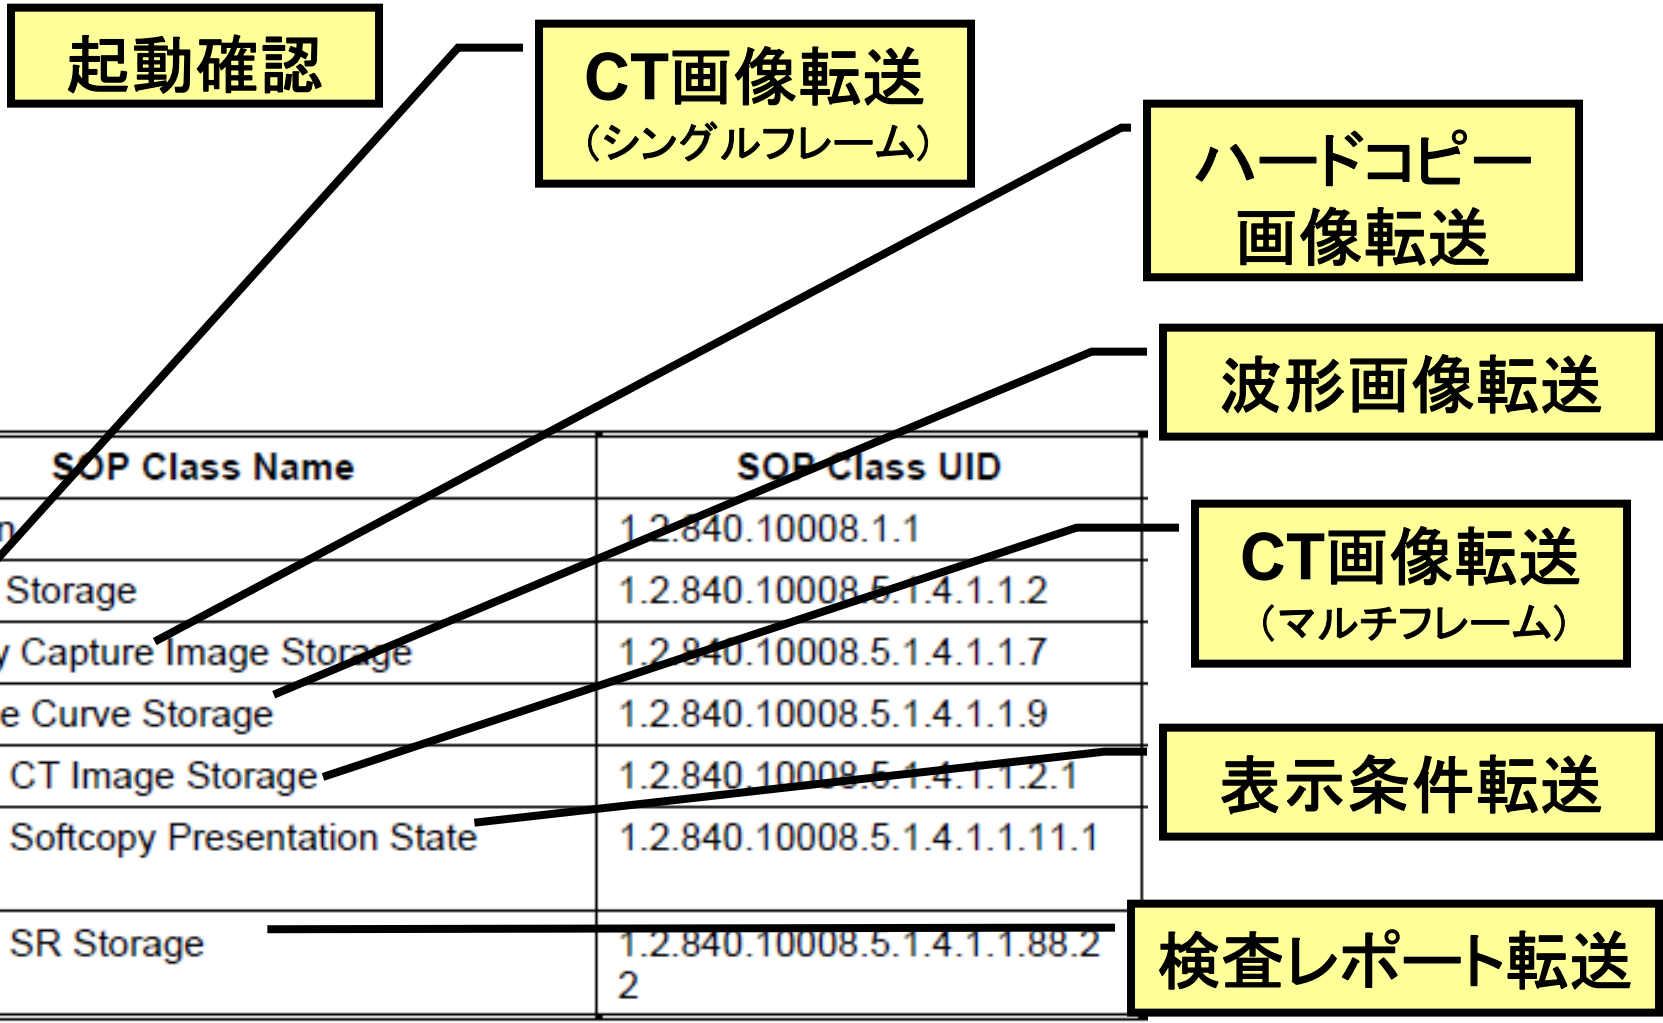 起動確認
CT画像転送
（シングルフレーム）
ハードコピー
画像転送
波形画像転送
SOP Class Name
SOP Class UID
n
1.2.840.10008.1.1
CT画像転送
（マルチフレーム）
Storage
1.2.840.10008.5.1.4.1.1.2
y Capture Image Storage
1.2.840.10008.5.1.4.1.1.7
e Curve Storage
1.2.840.10008.5.1.4.1.1.9
CT Image Storage
1.2.840.10008.5.1.4.1.1.2.1
表示条件転送
Softcopy Presentation State
1.2.840.10008.5.1.4.1.1.11.1
SR Storage
1.2.840.10008.5.1.4.1.1.88.2
2
検査レポート転送